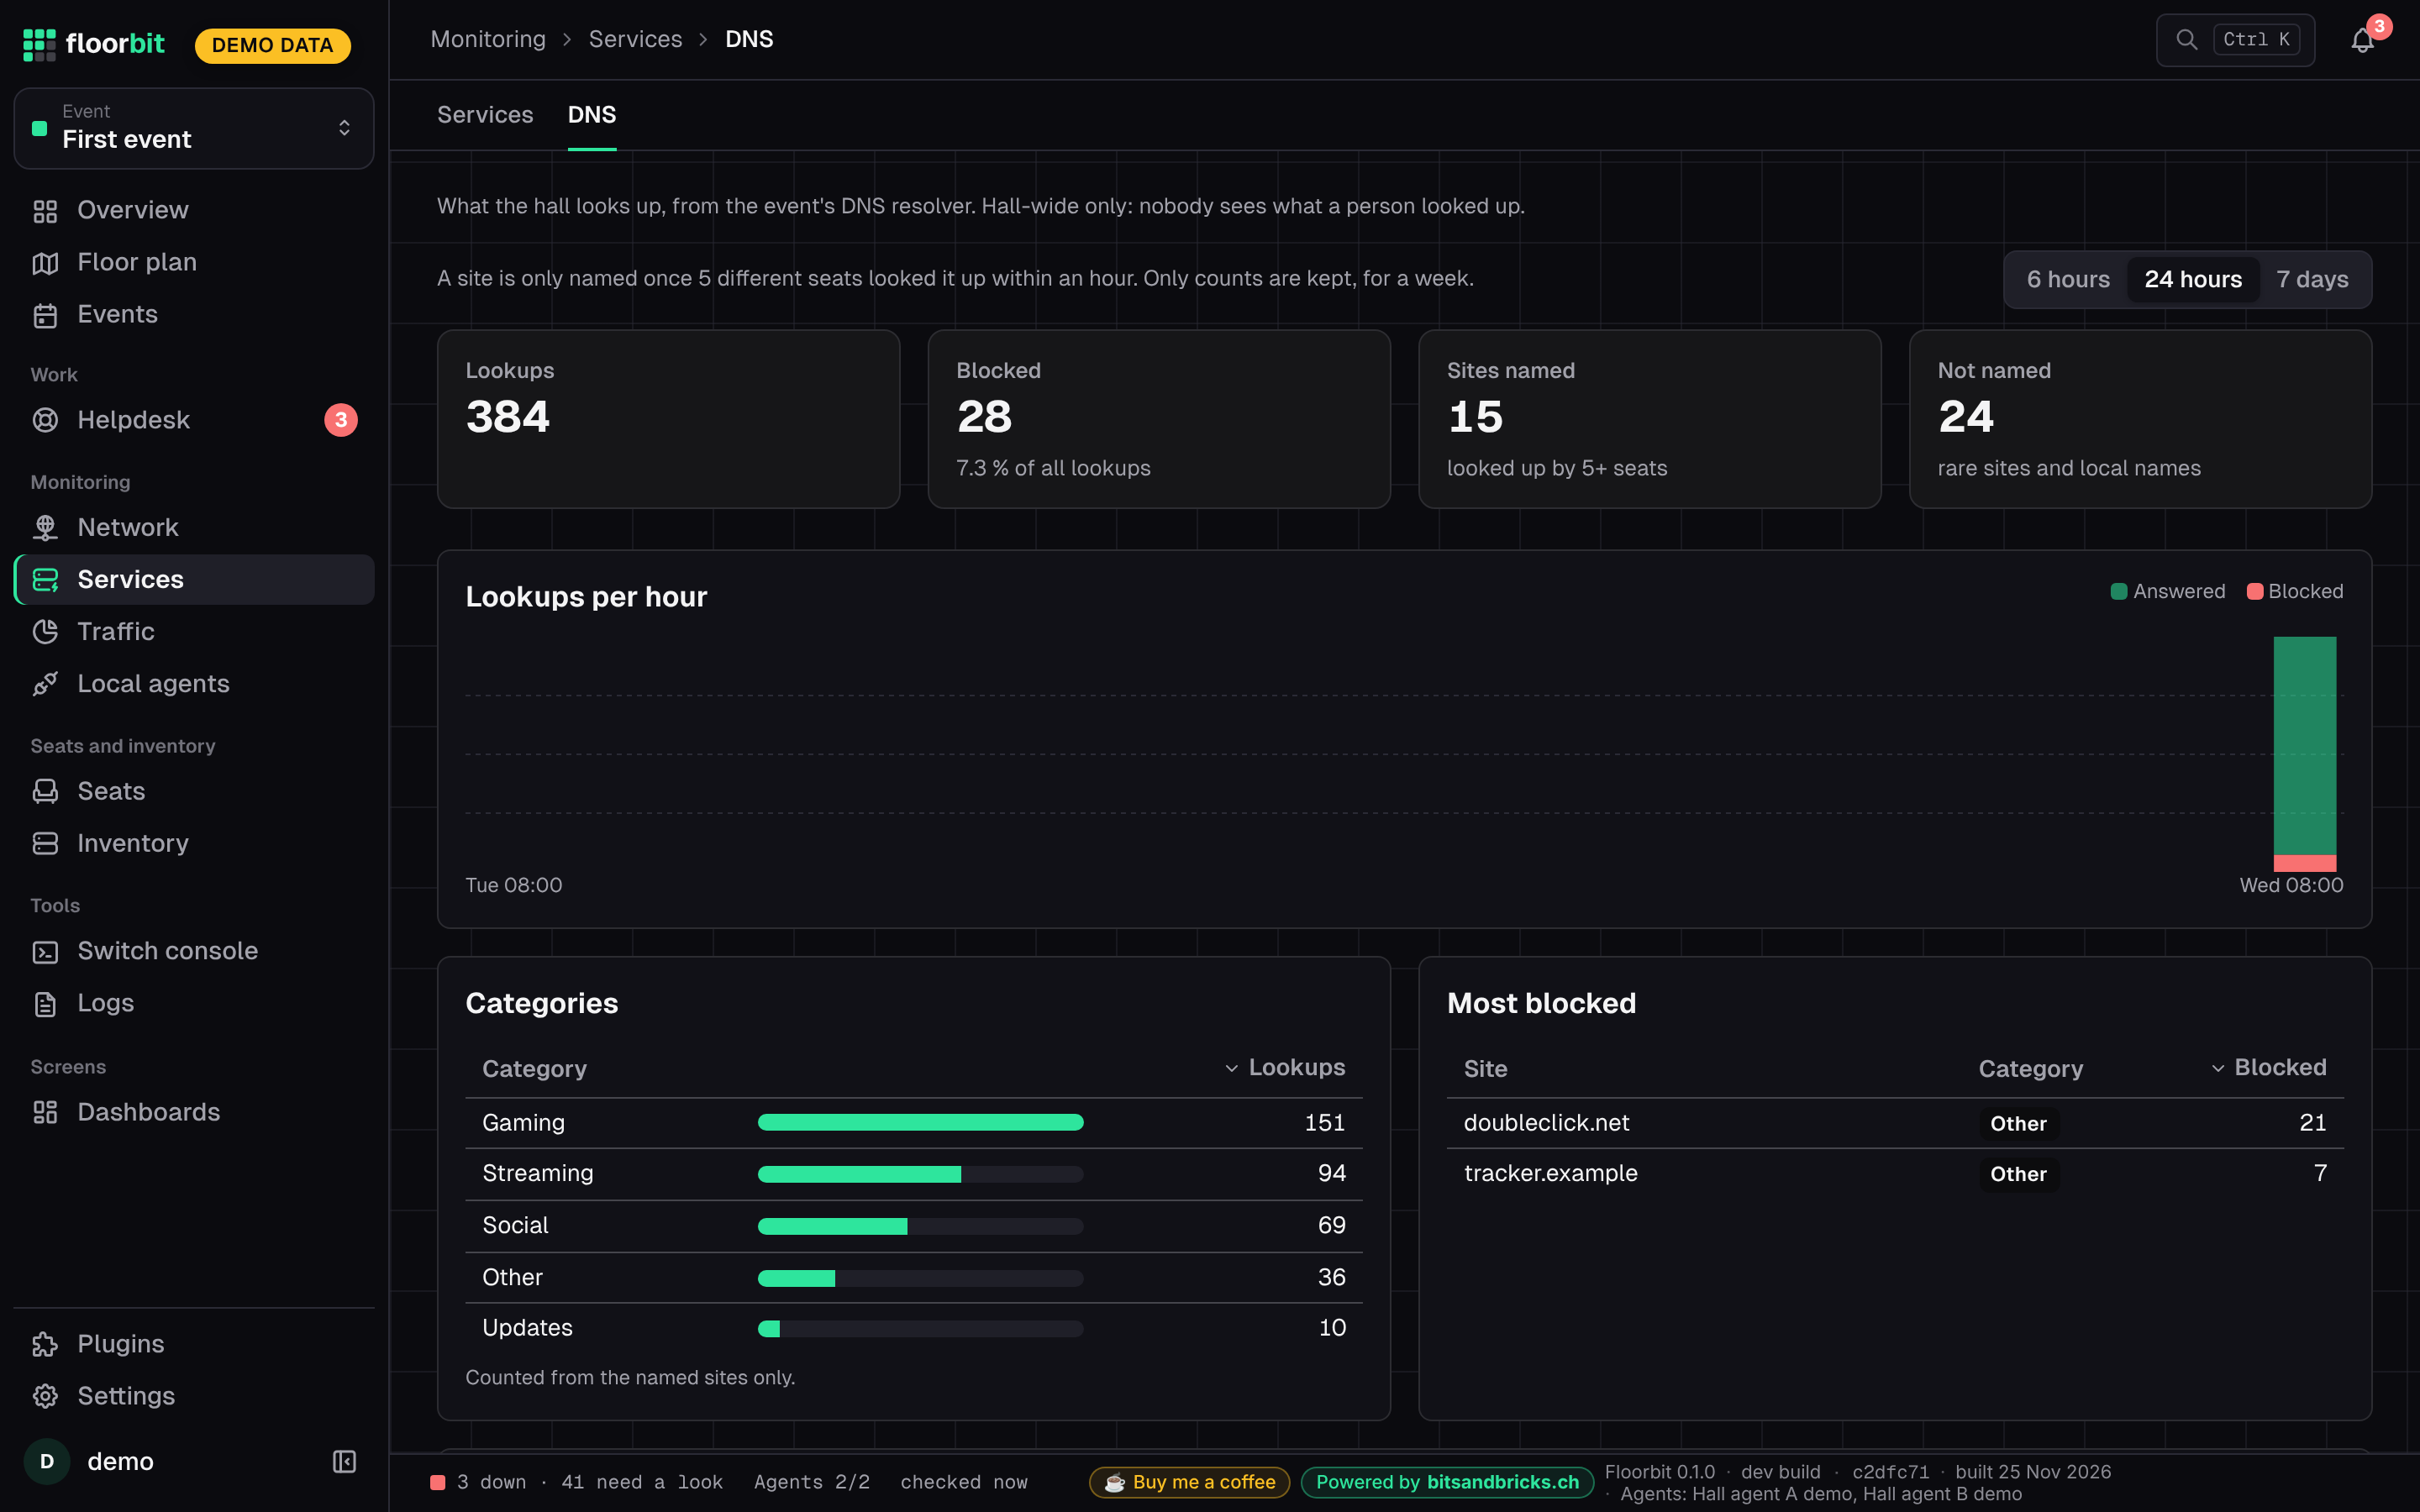 floorbit DEMO DATA
Event
First event
Overview
Floor plan
Events
Work
Helpdesk 3
Monitoring
Network
Services
Traffic
Local agents
Seats and inventory
Seats
Inventory
Tools
Switch console
Logs
Screens
Dashboards
Plugins
Settings
D demo
Monitoring > Services > DNS
Ctrl K 3
Services DNS
What the hall looks up, from the event's DNS resolver. Hall-wide only: nobody sees what a person looked up.
A site is only named once 5 different seats looked it up within an hour. Only counts are kept, for a week.
6 hours 24 hours 7 days
Lookups
384
Blocked
28
7.3 % of all lookups
Sites named
15
looked up by 5+ seats
Not named
24
rare sites and local names
Lookups per hour
Answered Blocked
Tue 08:00 Wed 08:00
Categories
Category Lookups
Gaming 151
Streaming 94
Social 69
Other 36
Updates 10
Counted from the named sites only.
Most blocked
Site Category Blocked
doubleclick.net Other 21
tracker.example Other 7
3 down · 41 need a look Agents 2/2 checked now
☕ Buy me a coffee
Powered by bitsandbricks.ch
Floorbit 0.1.0 · dev build · c2dfc71 · built 25 Nov 2026
· Agents: Hall agent A demo, Hall agent B demo